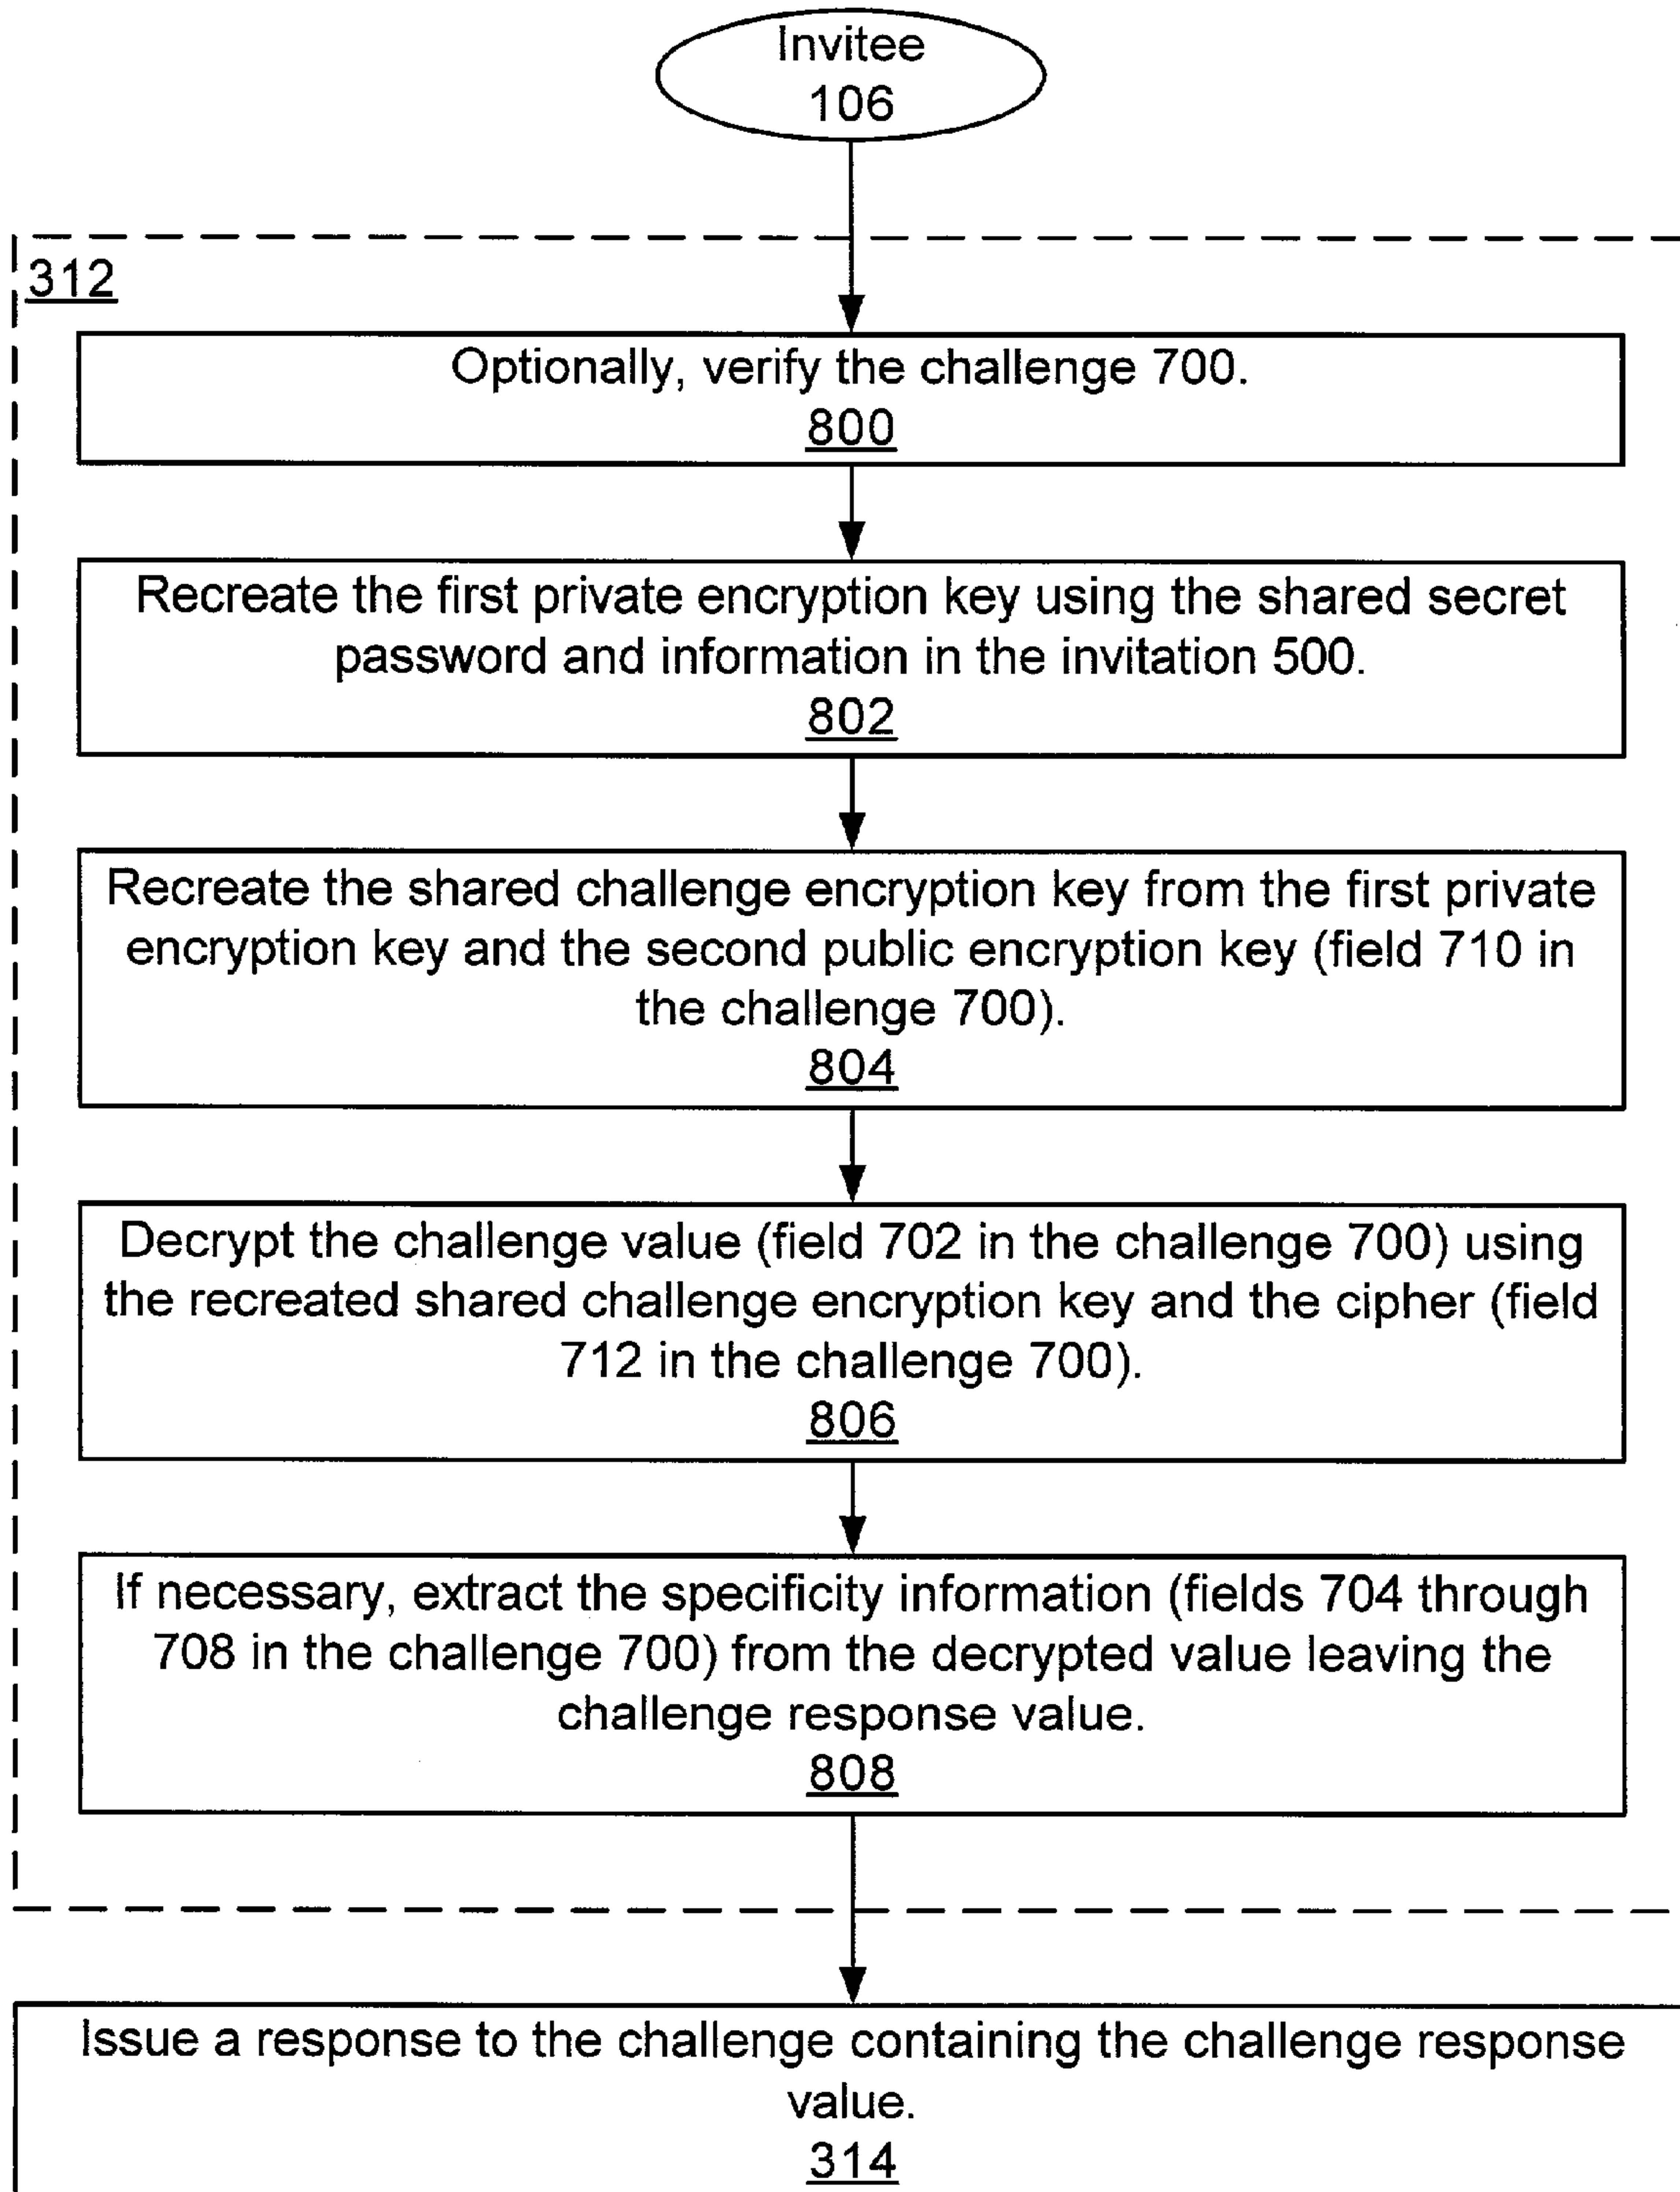 Invitee
106
312
Optionally, verify the challenge 700.
800
Recreate the first private encryption key using the shared secret
password and information in the invitation 500.
802
Recreate the shared challenge encryption key from the first private
encryption key and the second public encryption key (field 710 in
the challenge 700).
804
Decrypt the challenge value (field 702 in the challenge 700) using
the recreated shared challenge encryption key and the cipher (field
712 in the challenge 700).
806
If necessary, extract the specificity information (fields 704 through
708 in the challenge 700) from the decrypted value leaving the
challenge response value.
808
Issue a response to the challenge containing the challenge response
value.
314